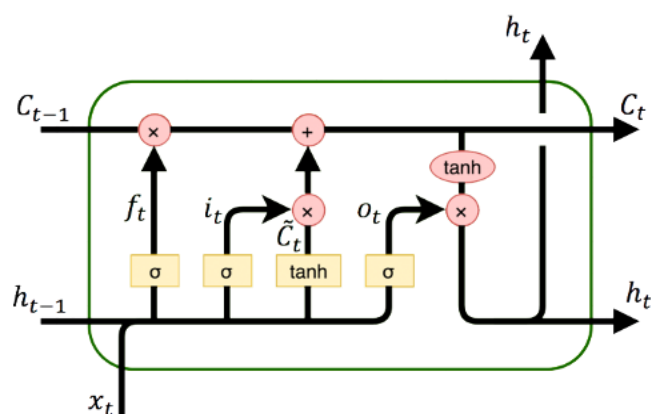 h_t
C_{t-1} × + C_t
tanh
f_t i_t × o_t ×
C̃_t
σ σ tanh σ
h_{t-1} h_t
x_t